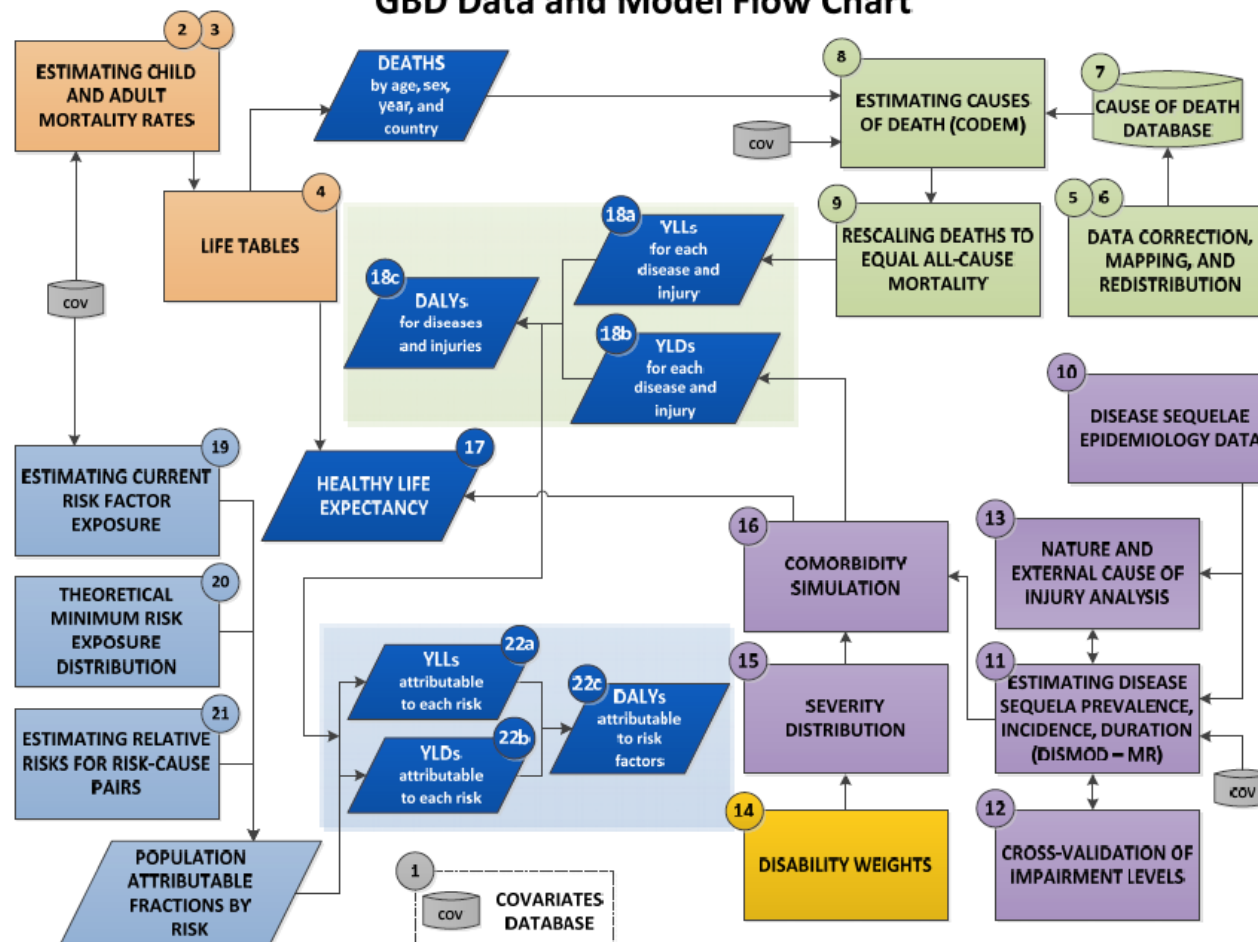 GBD Data and Model Flow Chart
2 3
ESTIMATING CHILD
AND ADULT
MORTALITY RATES
DEATHS
by age, sex,
year, and
country
8
ESTIMATING CAUSES
OF DEATH (CODEM)
7
CAUSE OF DEATH
DATABASE
COV
4
LIFE TABLES
18a
YLLs
for each
disease and
injury
9
RESCALING DEATHS TO
EQUAL ALL-CAUSE
MORTALITY
5 6
DATA CORRECTION,
MAPPING, AND
REDISTRIBUTION
COV
18c
DALYs
for diseases
and injuries
18b
YLDs
for each
disease and
injury
10
DISEASE SEQUELAE
EPIDEMIOLOGY DATA
19
ESTIMATING CURRENT
RISK FACTOR
EXPOSURE
17
HEALTHY LIFE
EXPECTANCY
16
COMORBIDITY
SIMULATION
13
NATURE AND
EXTERNAL CAUSE OF
INJURY ANALYSIS
20
THEORETICAL
MINIMUM RISK
EXPOSURE
DISTRIBUTION
22a
YLLs
attributable
to each risk
22c
DALYs
attributable
to risk
factors
15
SEVERITY
DISTRIBUTION
11
ESTIMATING DISEASE
SEQUELA PREVALENCE,
INCIDENCE, DURATION
(DISMOD – MR)
21
ESTIMATING RELATIVE
RISKS FOR RISK-CAUSE
PAIRS
22b
YLDs
attributable
to each risk
COV
14
DISABILITY WEIGHTS
12
CROSS-VALIDATION OF
IMPAIRMENT LEVELS
POPULATION
ATTRIBUTABLE
FRACTIONS BY
RISK
1
COV
COVARIATES
DATABASE